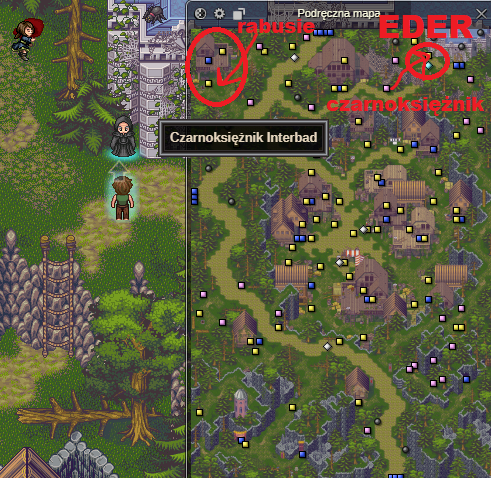 Podręczna mapa
rabusie
EDER
czarnoksiężnik
Czarnoksiężnik Interbad